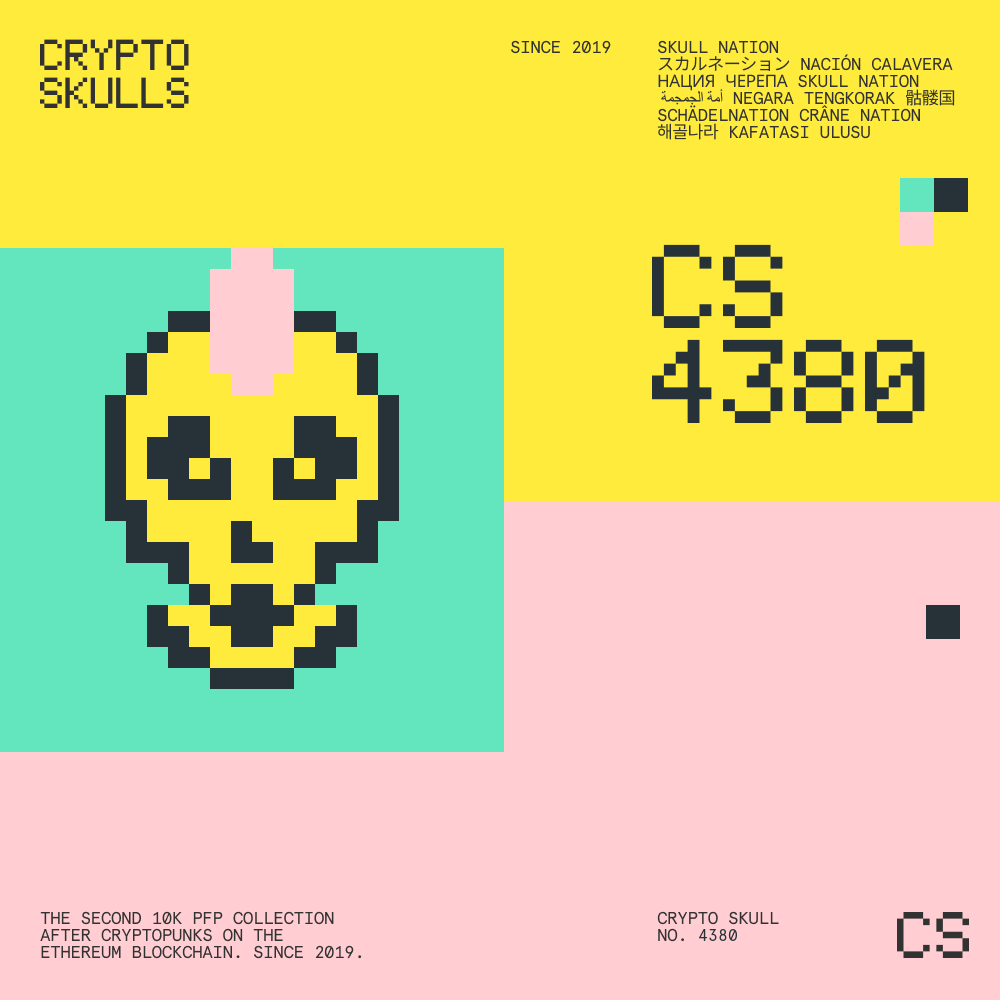 CRYPTO
SKULLS
SINCE 2019
SKULL NATION
スカルネーション NACIÓN CALAVERA
НАЦИЯ ЧЕРЕПА SKULL NATION
أمة الجمجمة NEGARA TENGKORAK 骷髅国
SCHÄDELNATION CRÂNE NATION
해골나라 KAFATASI ULUSU
CS
4380
THE SECOND 10K PFP COLLECTION
AFTER CRYPTOPUNKS ON THE
ETHEREUM BLOCKCHAIN. SINCE 2019.
CRYPTO SKULL
NO. 4380
CS